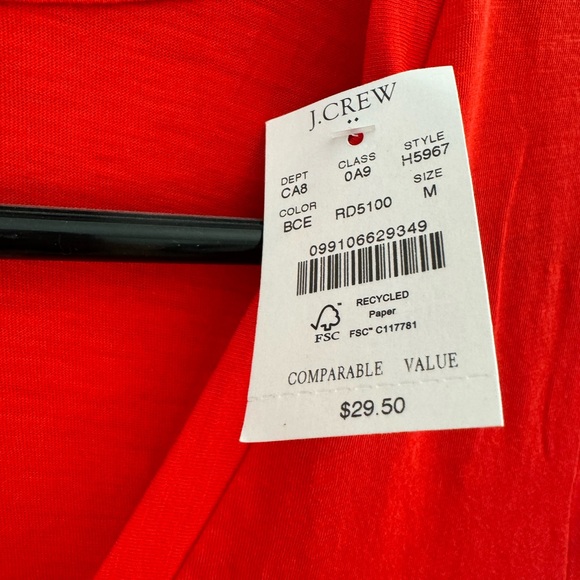 J.CREW
DEPT CLASS STYLE
CA8 0A9 H5967
COLOR SIZE
BCE RD5100 M
099106629349
RECYCLED
Paper
FSC FSC™ C117781
COMPARABLE VALUE
$29.50